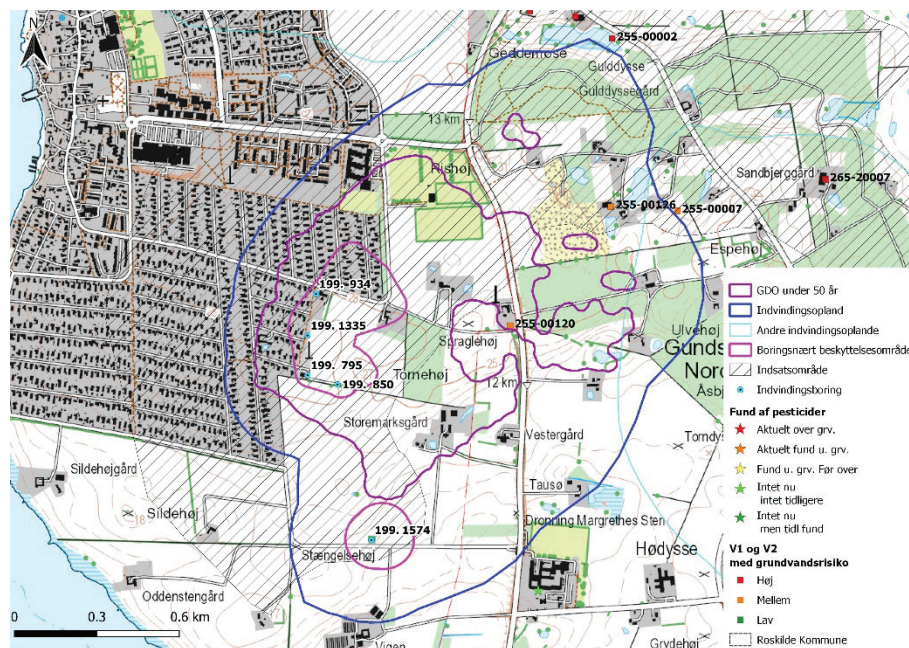 N
255-00002
Geddemose
Gulddysse
Gulddyssegård
13 km
Rishøj
Sandbjerggård
265-20007
255-00126
255-00007
Espehøj
199. 934
199. 1335
255-00120
Spraglehøj
Ulvehøj
Gunds
Nord
Åsbj
199. 795
199. 850
Tornehøj
12 km
Storemarksgård
Vestergård
Tomdy
Sildehøjgård
Tausø
Sildehøj
18
25
199. 1574
Dronning Margrethes Sten
Stængelsehøj
Hødysse
Oddenstengård
Vigen
Grydehøj
0
0.3
0.6 km
GDO under 50 år
Indvindingsopland
Andre indvindingsoplande
Boringsnært beskyttelsesområde
Indsatsområde
Indvindingsboring
Fund af pesticider
Aktuelt over grv.
Aktuelt fund u. grv.
Fund u. grv. Før over
Intet nu
intet tidligere
Intet nu
men tidl fund
V1 og V2
med grundvandsrisiko
Høj
Mellem
Lav
Roskilde Kommune